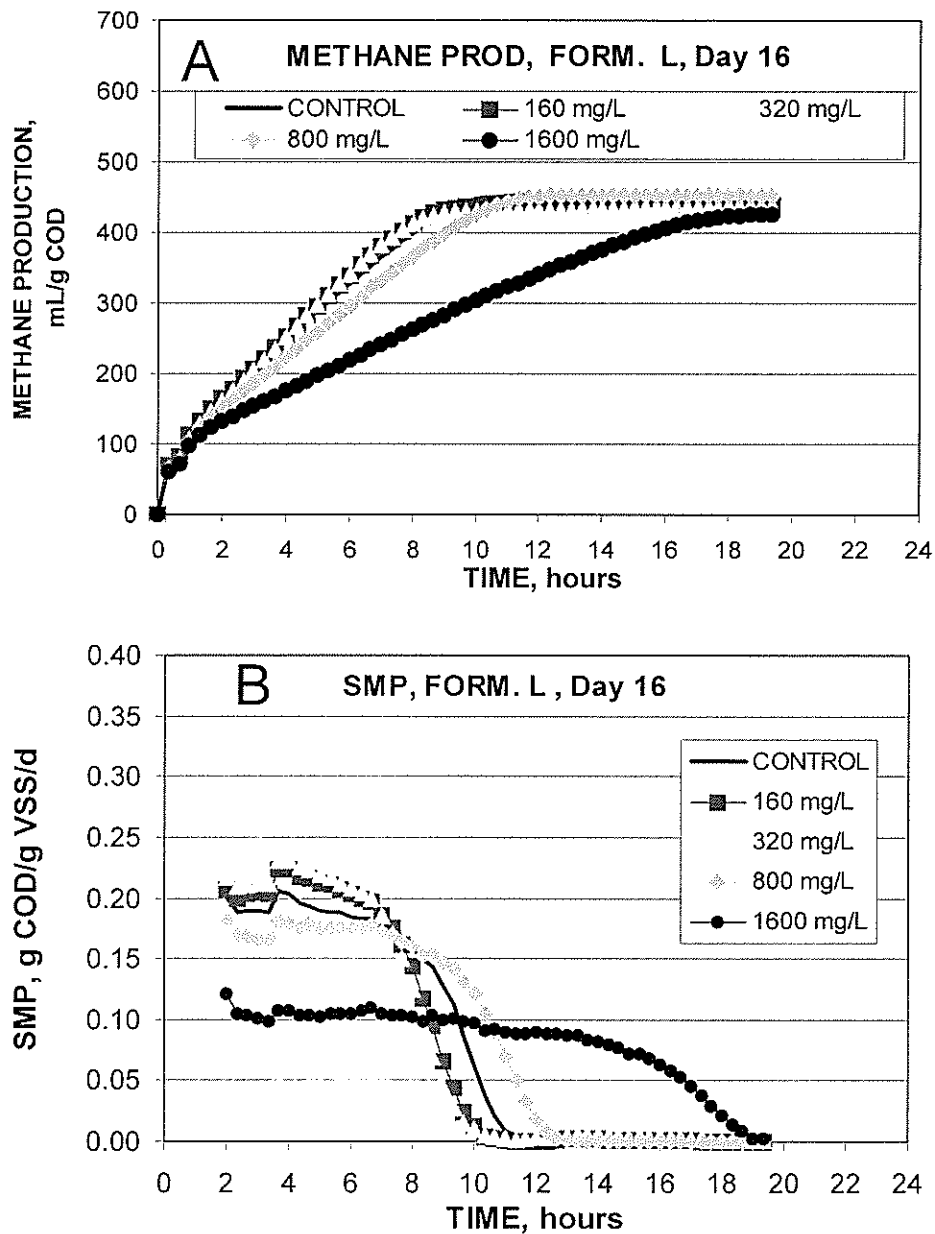 A
METHANE PROD, FORM. L, Day 16
CONTROL 160 mg/L 320 mg/L
800 mg/L 1600 mg/L
METHANE PRODUCTION,
mL/g COD
700
600
500
400
300
200
100
0
0 2 4 6 8 10 12 14 16 18 20 22 24
TIME, hours
B
SMP, FORM. L , Day 16
CONTROL
160 mg/L
320 mg/L
800 mg/L
1600 mg/L
SMP, g COD/g VSS/d
0.40
0.35
0.30
0.25
0.20
0.15
0.10
0.05
0.00
0 2 4 6 8 10 12 14 16 18 20 22 24
TIME, hours